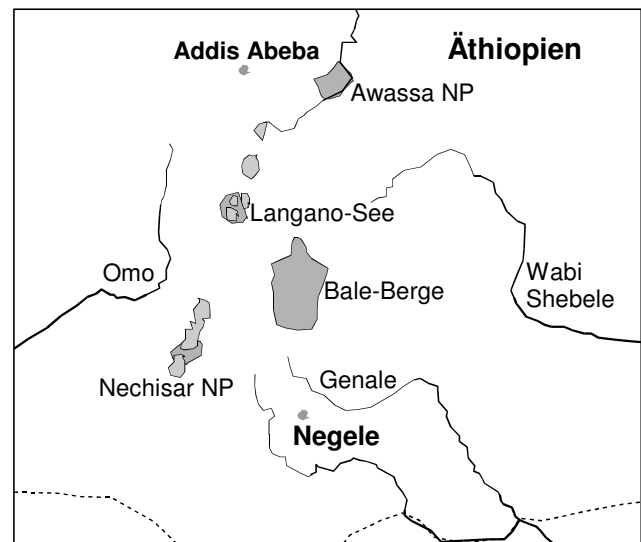 Addis Abeba
Äthiopien
Awassa NP
Langano-See
Omo
Bale-Berge
Wabi
Shebele
Nechisar NP
Genale
Negele